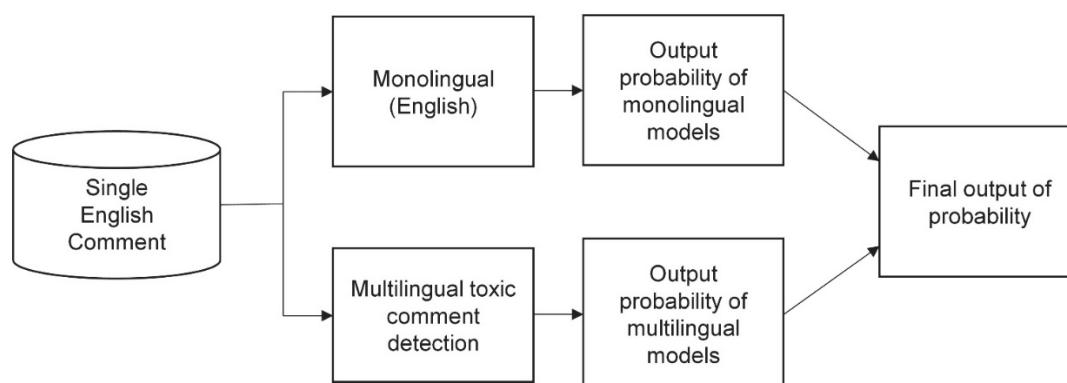 Single
English
Comment
Monolingual
(English)
Output
probability of
monolingual
models
Multilingual toxic
comment
detection
Output
probability of
multilingual
models
Final output of
probability